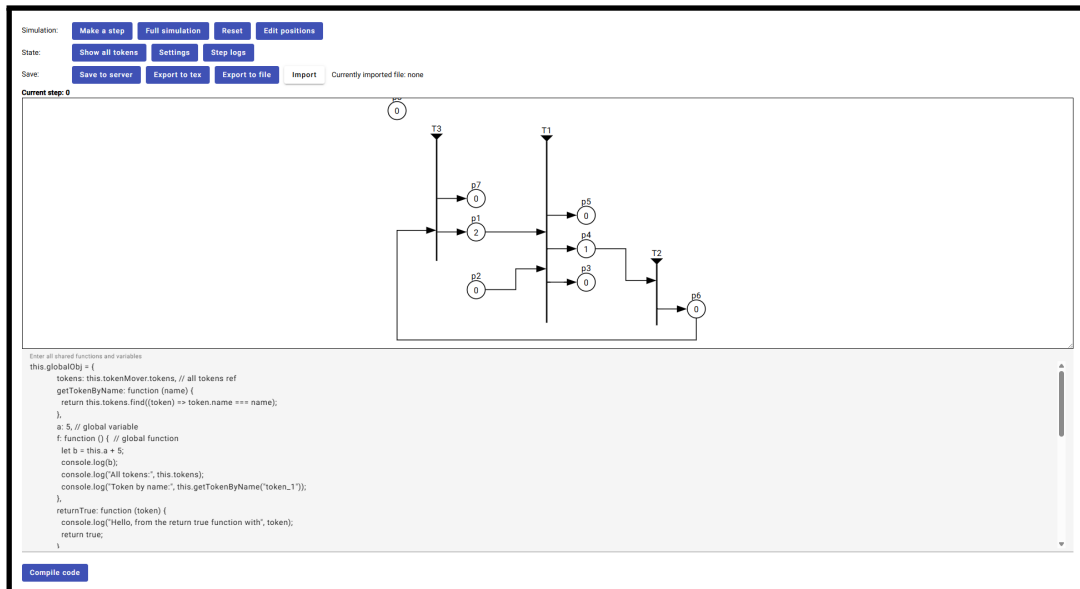 Simulation: Make a step Full simulation Reset Edit positions
State: Show all tokens Settings Step logs
Save: Save to server Export to tex Export to file Import Currently imported file: none
Current step: 0
0
T3 T1
p7
0
p5
0
p1
2
p4
1
T2
p2
0
p3
0
p6
0
Enter all shared functions and variables
this.globalObj = {
tokens: this.tokenMover.tokens, // all tokens ref
getTokenByName: function (name) {
return this.tokens.find((token) => token.name === name);
},
a: 5, // global variable
f: function () { // global function
let b = this.a + 5;
console.log(b);
console.log("All tokens:", this.tokens);
console.log("Token by name:", this.getTokenByName("token_1"));
},
returnTrue: function (token) {
console.log("Hello, from the return true function with", token);
return true;
}
Compile code